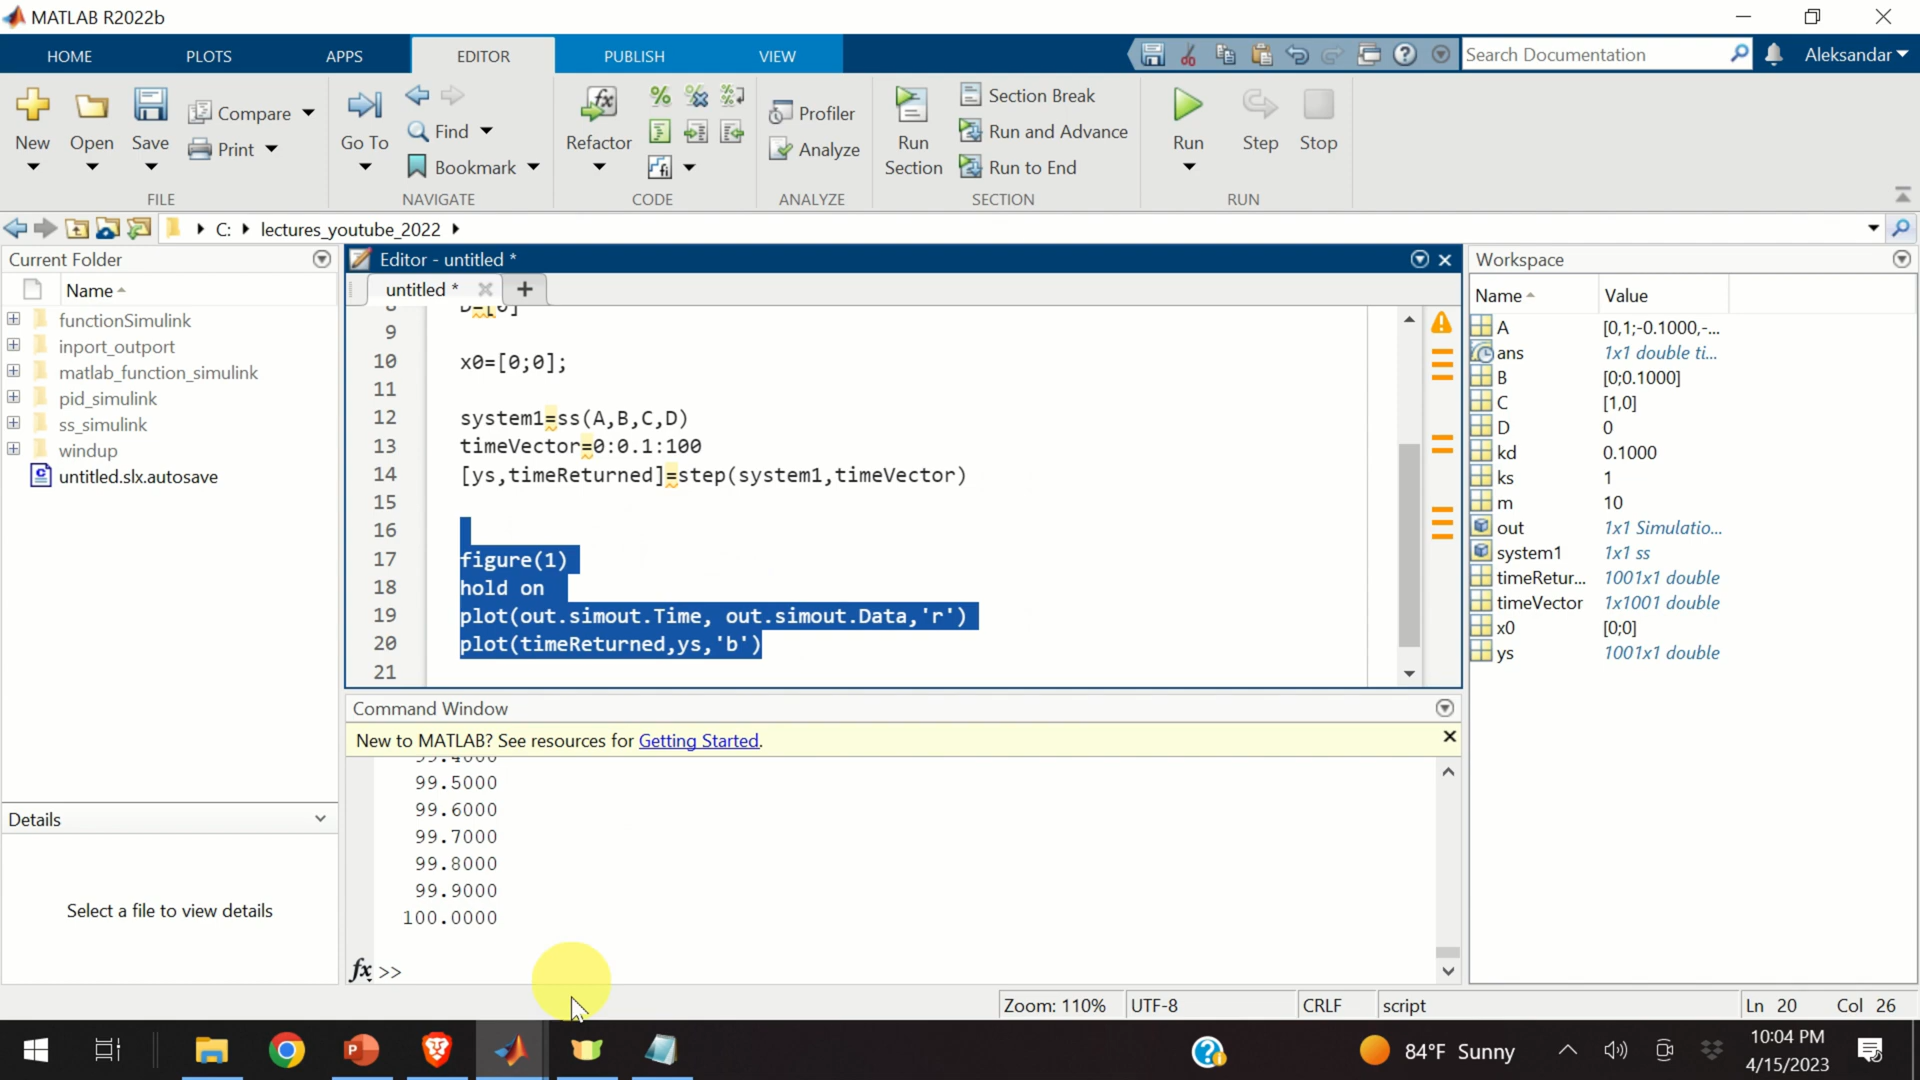 MATLAB R2022b
HOME PLOTS APPS EDITOR PUBLISH VIEW
Search Documentation
Aleksandar
New
Open
Save
Compare
Print
FILE
Go To
Find
Bookmark
NAVIGATE
Refactor
CODE
Profiler
Analyze
ANALYZE
Run Section
Section Break
Run and Advance
Run to End
SECTION
Run
Step
Stop
RUN
C: lectures_youtube_2022
Current Folder
Name
functionSimulink
inport_outport
matlab_function_simulink
pid_simulink
ss_simulink
windup
untitled.slx.autosave
Details
Select a file to view details
Editor - untitled *
untitled *
8 D=[0]
9
10 x0=[0;0];
11
12 system1=ss(A,B,C,D)
13 timeVector=0:0.1:100
14 [ys,timeReturned]=step(system1,timeVector)
15
16
17 figure(1)
18 hold on
19 plot(out.simout.Time, out.simout.Data,'r')
20 plot(timeReturned,ys,'b')
21
Command Window
New to MATLAB? See resources for Getting Started.
99.4000
99.5000
99.6000
99.7000
99.8000
99.9000
100.0000
fx >>
Workspace
Name Value
A [0,1;-0.1000,-...
ans 1x1 double ti...
B [0;0.1000]
C [1,0]
D 0
kd 0.1000
ks 1
m 10
out 1x1 Simulatio...
system1 1x1 ss
timeRetur... 1001x1 double
timeVector 1x1001 double
x0 [0;0]
ys 1001x1 double
Zoom: 110% UTF-8 CRLF script Ln 20 Col 26
84°F Sunny
10:04 PM
4/15/2023